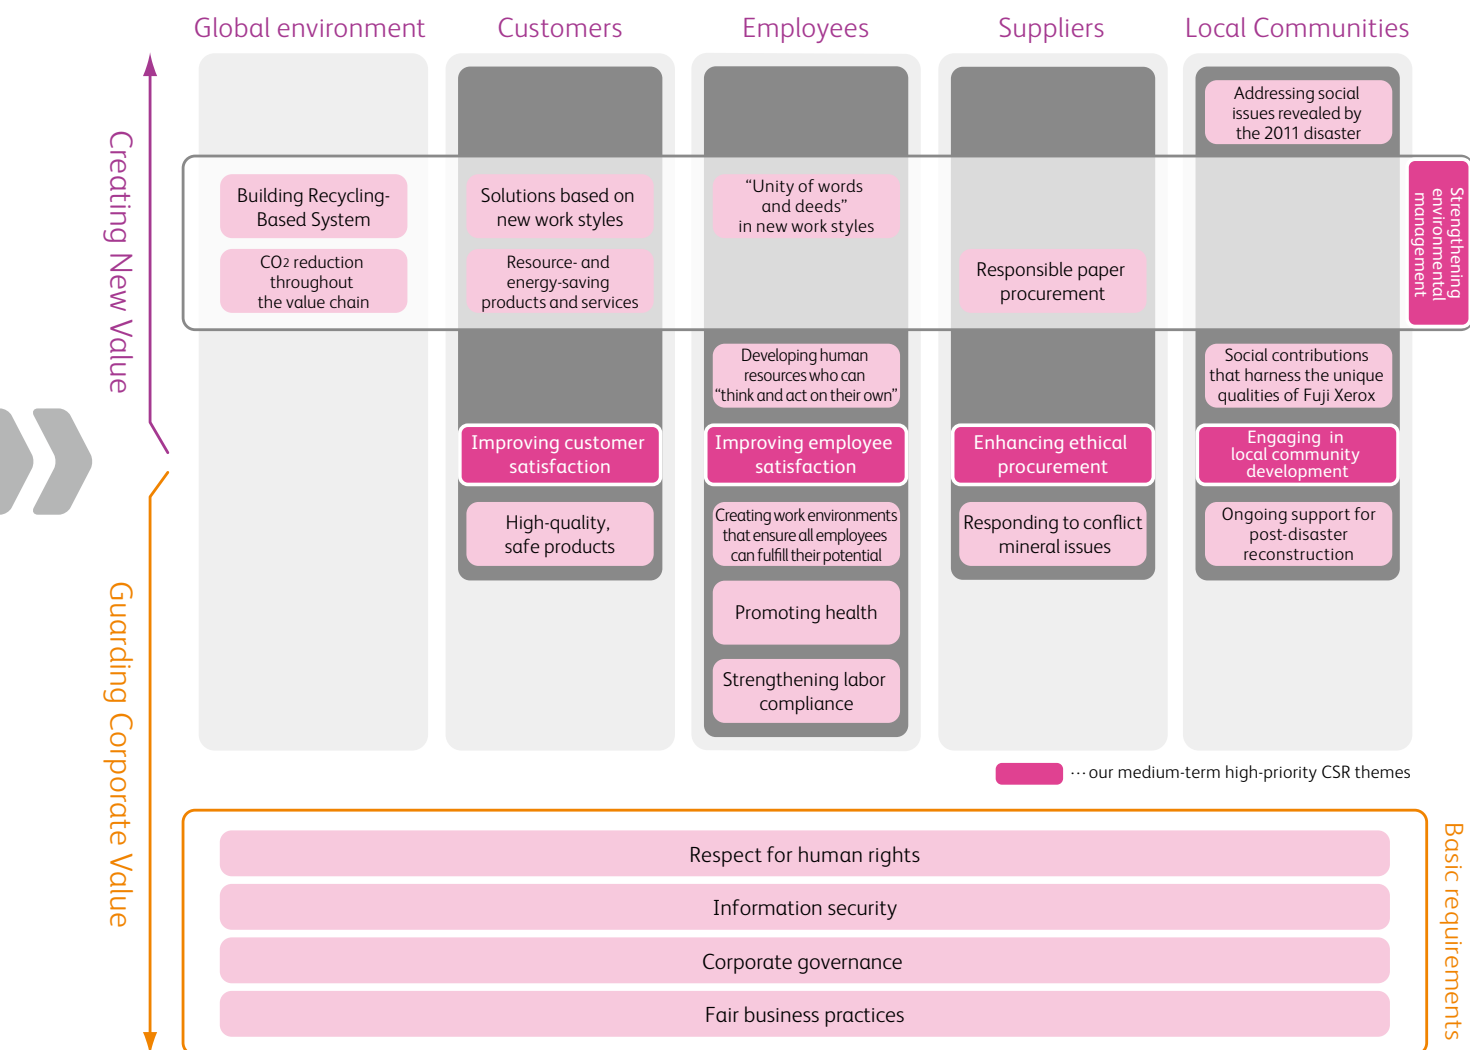 Global environment
Customers
Employees
Suppliers
Local Communities
Creating New Value
Addressing social
issues revealed by
the 2011 disaster
Building Recycling-
Based System
Solutions based on
new work styles
“Unity of words
and deeds”
in new work styles
Strengthening
environmental
management
CO2 reduction
throughout
the value chain
Resource- and
energy-saving
products and services
Responsible paper
procurement
Developing human
resources who can
“think and act on their own”
Social contributions
that harness the unique
qualities of Fuji Xerox
Improving customer
satisfaction
Improving employee
satisfaction
Enhancing ethical
procurement
Engaging in
local community
development
Guarding Corporate Value
High-quality,
safe products
Creating work environments
that ensure all employees
can fulfill their potential
Responding to conflict
mineral issues
Ongoing support for
post-disaster
reconstruction
Promoting health
Strengthening labor
compliance
…our medium-term high-priority CSR themes
Basic requirements
Respect for human rights
Information security
Corporate governance
Fair business practices